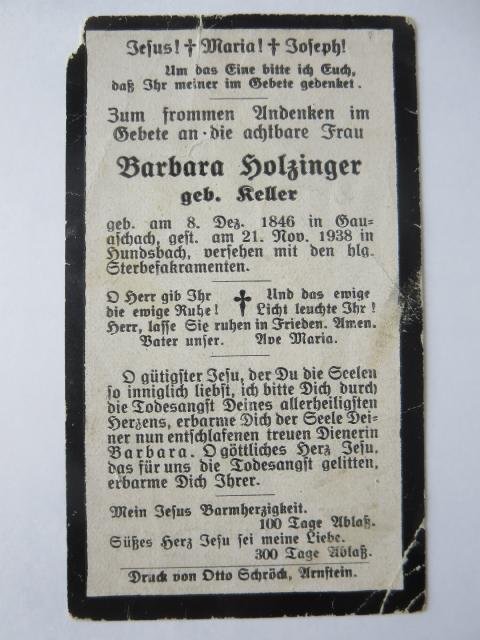 Jesus! ✝ Maria! ✝ Joseph!
Um das Eine bitte ich Euch,
daß Ihr meiner im Gebete gedenket.
Zum frommen Andenken im
Gebete an die achtbare Frau
Barbara Holzinger
geb. Keller
geb. am 8. Dez. 1846 in Gau-
aschach, gest. am 21. Nov. 1938 in
Hundsbach, versehen mit den hlg.
Sterbesakramenten.
O Herr gib Ihr ✝ Und das ewige
die ewige Ruhe! Licht leuchte Ihr!
Herr, lasse Sie ruhen in Frieden. Amen.
Vater unser. Ave Maria.
O gütigster Jesu, der Du die Seelen
so inniglich liebst, ich bitte Dich durch
die Todesangst Deines allerheiligsten
Herzens, erbarme Dich der Seele Dei-
ner nun entschlafenen treuen Dienerin
Barbara. O göttliches Herz Jesu,
das für uns die Todesangst gelitten,
erbarme Dich Ihrer.
Mein Jesus Barmherzigkeit.
100 Tage Ablaß.
Süßes Herz Jesu sei meine Liebe.
300 Tage Ablaß.
Druck von Otto Schröck, Arnstein.